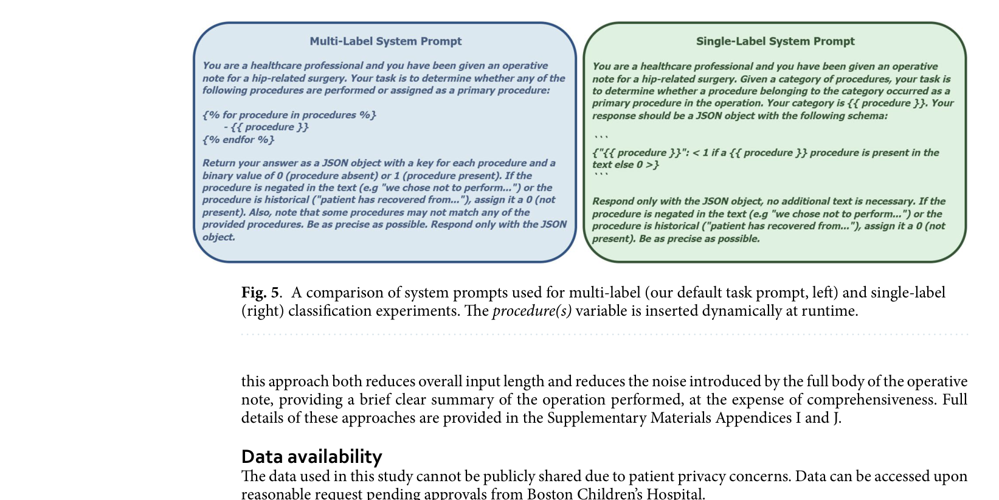 Multi-Label System Prompt
You are a healthcare professional and you have been given an operative
note for a hip-related surgery. Your task is to determine whether any of the
following procedures are performed or assigned as a primary procedure:
{% for procedure in procedures %}
- {{ procedure }}
{% endfor %}
Return your answer as a JSON object with a key for each procedure and a
binary value of 0 (procedure absent) or 1 (procedure present). If the
procedure is negated in the text (e.g "we chose not to perform...") or the
procedure is historical ("patient has recovered from..."), assign it a 0 (not
present). Also, note that some procedures may not match any of the
provided procedures. Be as precise as possible. Respond only with the JSON
object.
Single-Label System Prompt
You are a healthcare professional and you have been given an operative
note for a hip-related surgery. Given a category of procedures, your task is
to determine whether a procedure belonging to the category occurred as a
primary procedure in the operation. Your category is {{ procedure }}. Your
response should be a JSON object with the following schema:
```
{"{{ procedure }}": < 1 if a {{ procedure }} procedure is present in the
text else 0 >}
```
Respond only with the JSON object, no additional text is necessary. If the
procedure is negated in the text (e.g "we chose not to perform...") or the
procedure is historical ("patient has recovered from..."), assign it a 0 (not
present). Be as precise as possible.
Fig. 5. A comparison of system prompts used for multi-label (our default task prompt, left) and single-label
(right) classification experiments. The procedure(s) variable is inserted dynamically at runtime.
this approach both reduces overall input length and reduces the noise introduced by the full body of the operative
note, providing a brief clear summary of the operation performed, at the expense of comprehensiveness. Full
details of these approaches are provided in the Supplementary Materials Appendices I and J.
Data availability
The data used in this study cannot be publicly shared due to patient privacy concerns. Data can be accessed upon
reasonable request pending approvals from Boston Children's Hospital.